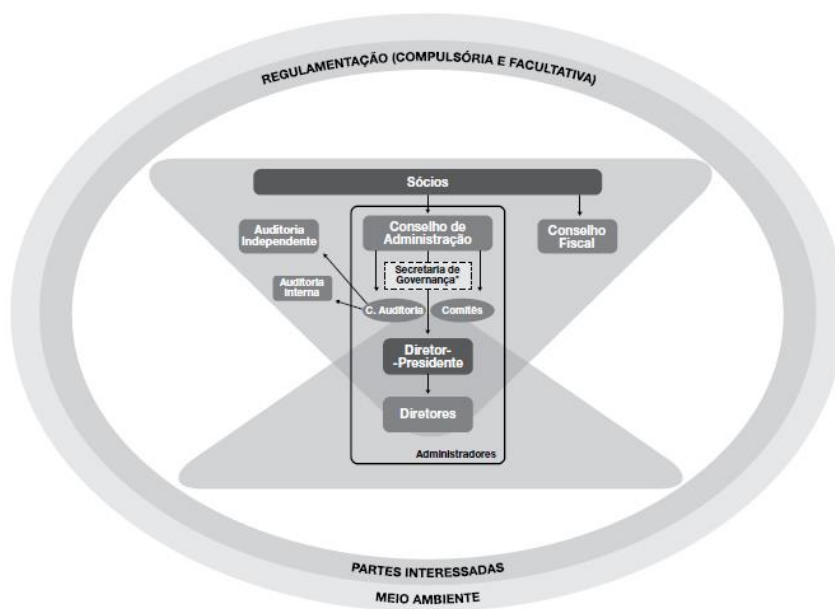 REGULAMENTAÇÃO (COMPULSÓRIA E FACULTATIVA)
Sócios
Auditoria
Independente
Conselho de
Administração
Conselho
Fiscal
Secretaria de
Governança*
Auditoria
Interna
C. Auditoria
Comitês
Diretor-
-Presidente
Diretores
Administradores
PARTES INTERESSADAS
MEIO AMBIENTE